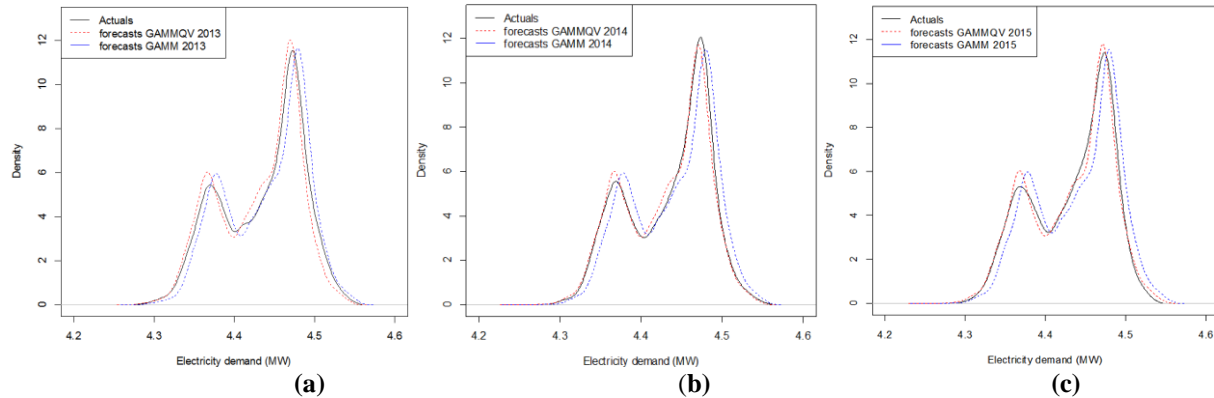 Actuals
forecasts GAMMQV 2013
forecasts GAMM 2013
Density
0 2 4 6 8 10 12
4.2 4.3 4.4 4.5 4.6
Electricity demand (MW)
(a)
Actuals
forecasts GAMMQV 2014
forecasts GAMM 2014
Density
0 2 4 6 8 10 12
4.2 4.3 4.4 4.5 4.6
Electricity demand (MW)
(b)
Actuals
forecasts GAMMQV 2015
forecasts GAMM 2015
Density
0 2 4 6 8 10 12
4.2 4.3 4.4 4.5 4.6
Electricity demand (MW)
(c)